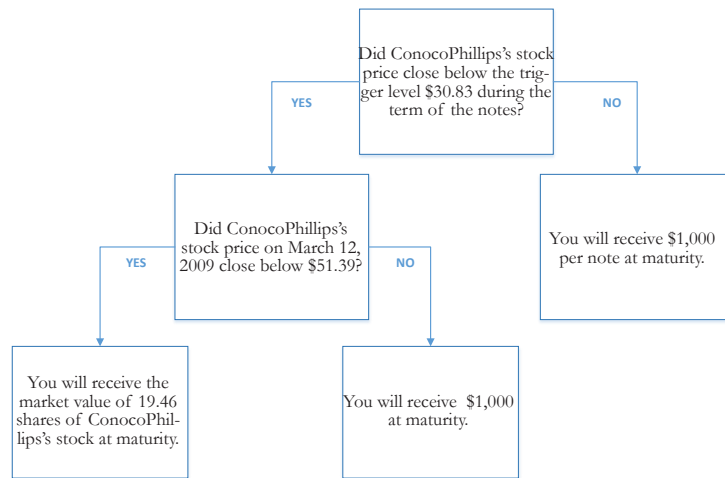 Did ConocoPhillips's stock
price close below the trig-
ger level $30.83 during the
term of the notes?
YES
NO
Did ConocoPhillips's
stock price on March 12,
2009 close below $51.39?
You will receive $1,000
per note at maturity.
YES
NO
You will receive the
market value of 19.46
shares of ConocoPhil-
lips's stock at maturity.
You will receive $1,000
at maturity.